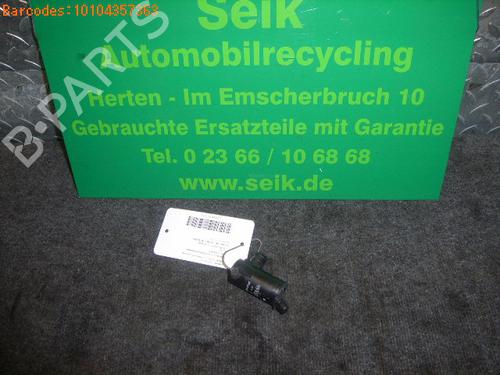 Barcodes:10104357363
B-PARTS
Seik
Automobilrecycling
Herten - Im Emscherbruch 10
Gebrauchte Ersatzteile mit Garantie
Tel. 0 23 66 / 10 68 68
www.seik.de